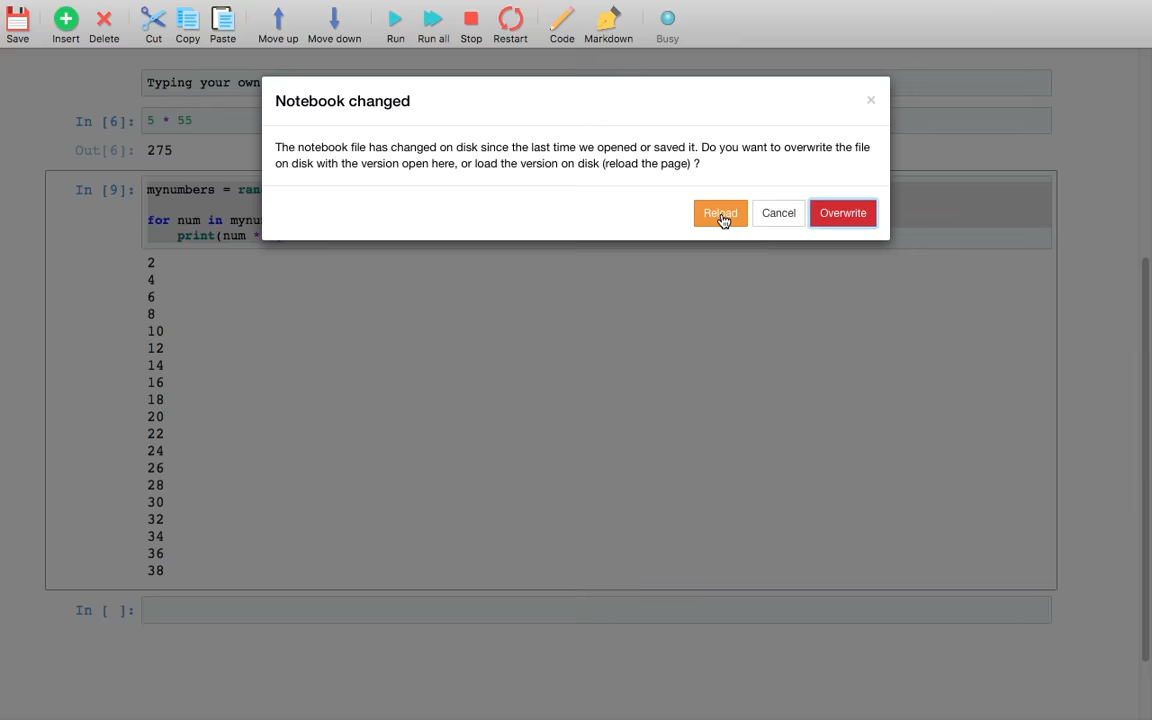 Save Insert Delete Cut Copy Paste Move up Move down Run Run all Stop Restart Code Markdown Busy
Typing your own
Notebook changed ×
In [6]: 5 * 55
Out[6]: 275
The notebook file has changed on disk since the last time we opened or saved it. Do you want to overwrite the file
on disk with the version open here, or load the version on disk (reload the page) ?
In [9]: mynumbers = ran
for num in mynu
print(num *
Reload Cancel Overwrite
2
4
6
8
10
12
14
16
18
20
22
24
26
28
30
32
34
36
38
In [ ]: